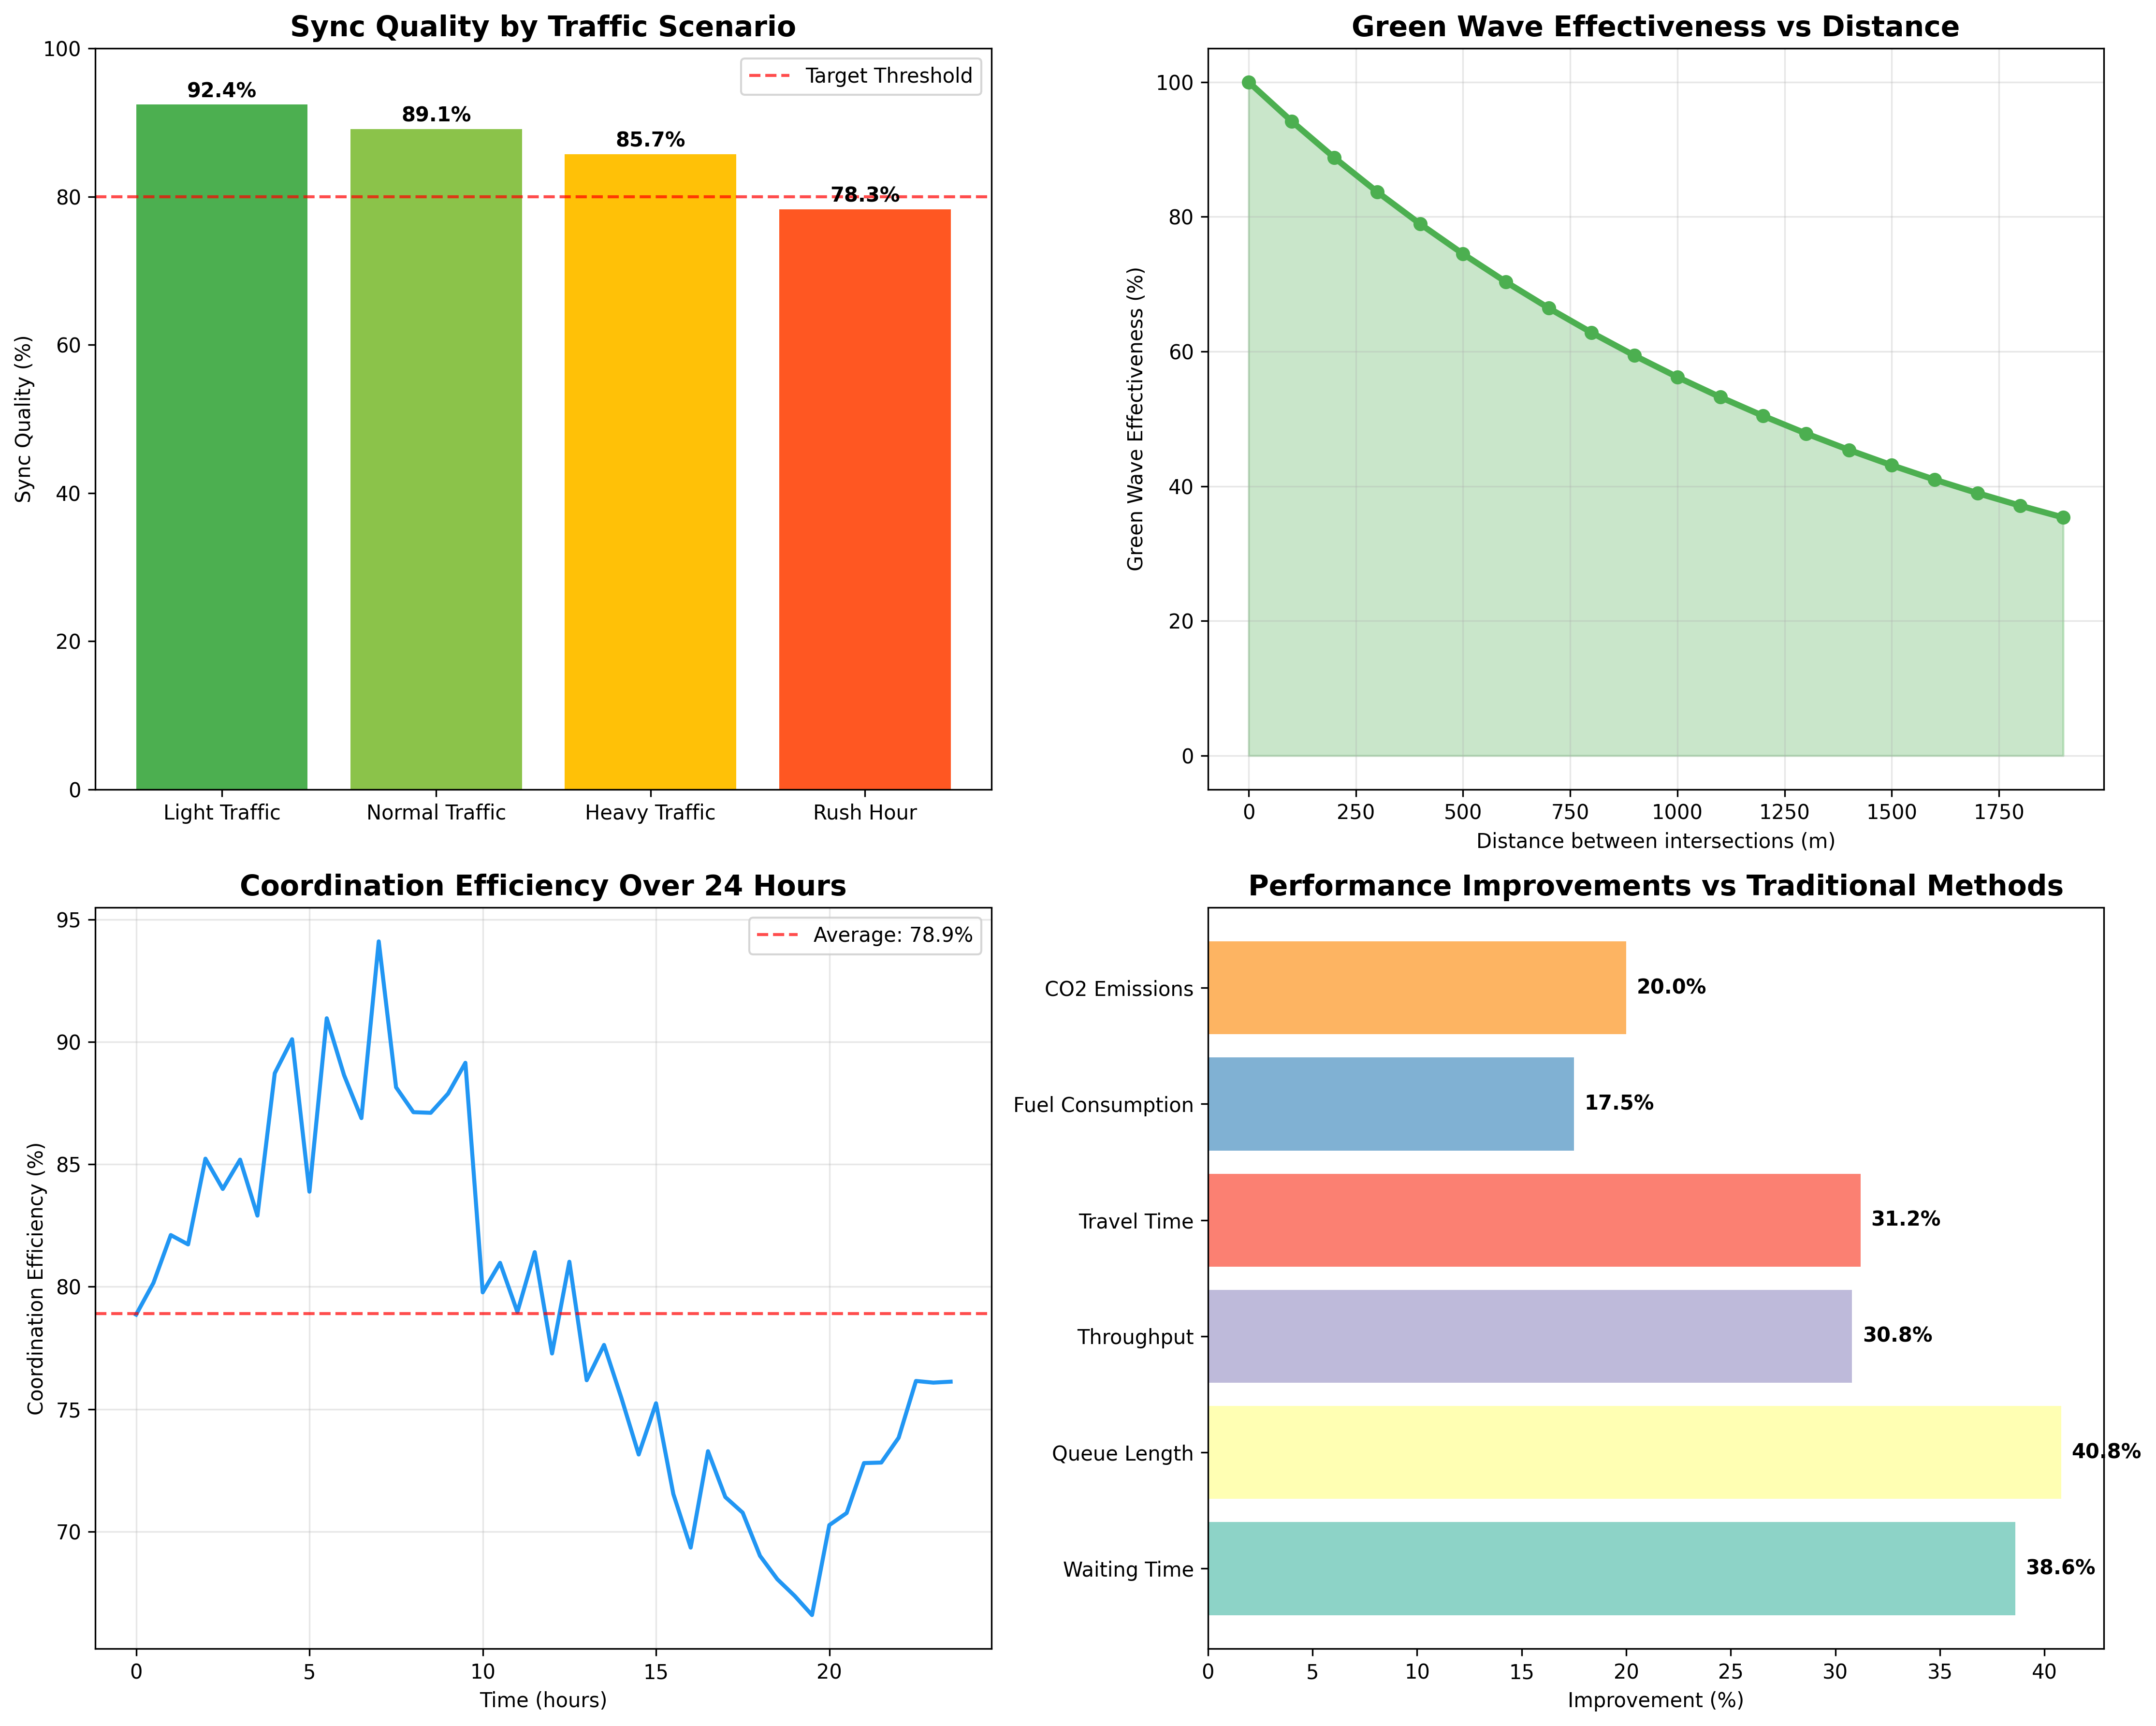 Sync Quality by Traffic Scenario
Sync Quality (%)
100
80
60
40
20
0
Target Threshold
92.4%
89.1%
85.7%
78.3%
Light Traffic
Normal Traffic
Heavy Traffic
Rush Hour
Green Wave Effectiveness vs Distance
Green Wave Effectiveness (%)
100
80
60
40
20
0
0
250
500
750
1000
1250
1500
1750
Distance between intersections (m)
Coordination Efficiency Over 24 Hours
Coordination Efficiency (%)
95
90
85
80
75
70
Average: 78.9%
0
5
10
15
20
Time (hours)
Performance Improvements vs Traditional Methods
CO2 Emissions
20.0%
Fuel Consumption
17.5%
Travel Time
31.2%
Throughput
30.8%
Queue Length
40.8%
Waiting Time
38.6%
0
5
10
15
20
25
30
35
40
Improvement (%)